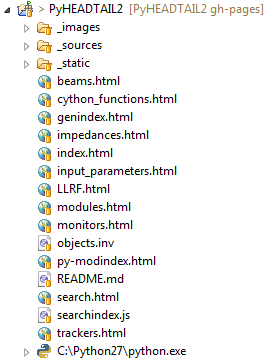 > PyHEADTAIL2 [PyHEADTAIL2 gh-pages]
_images
_sources
_static
beams.html
cython_functions.html
genindex.html
impedances.html
index.html
input_parameters.html
LLRF.html
modules.html
monitors.html
objects.inv
py-modindex.html
README.md
search.html
searchindex.js
trackers.html
C:\Python27\python.exe